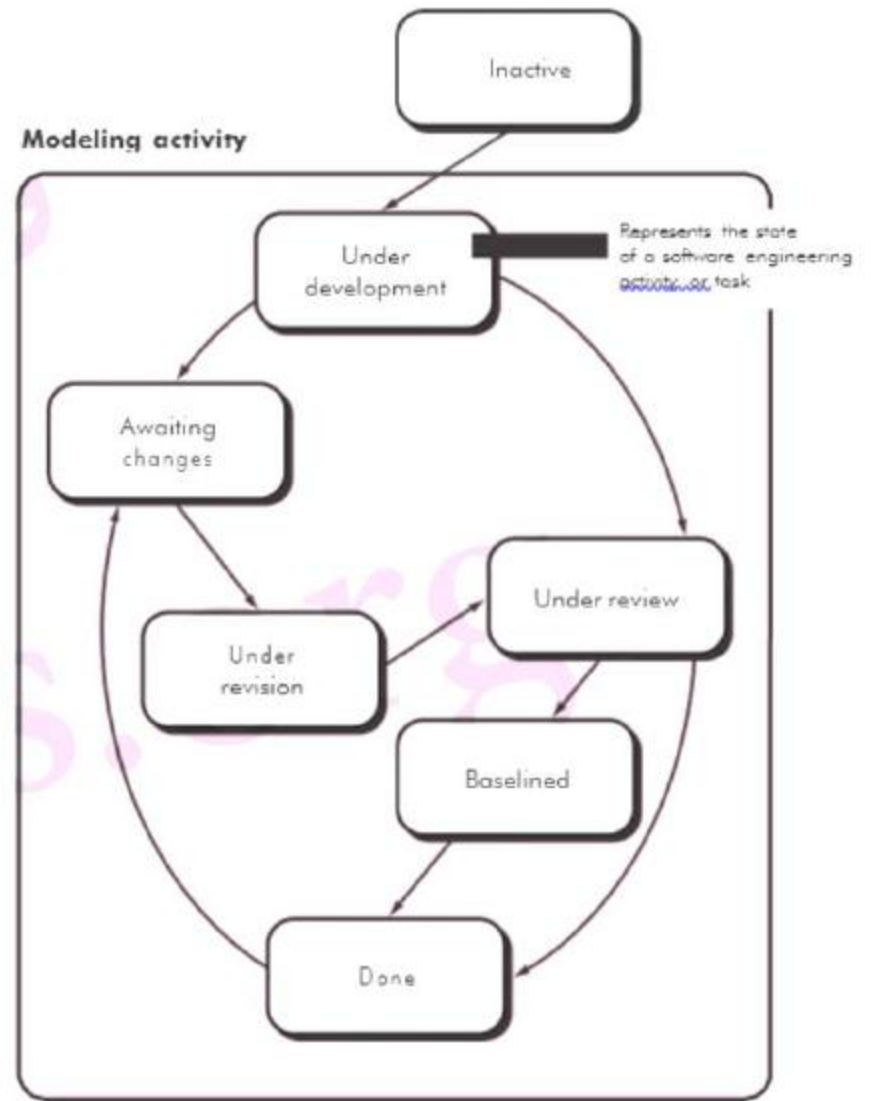 Inactive
Modeling activity
Under
development
Represents the state
of a software engineering
activity or task
Awaiting
changes
Under review
Under
revision
Baselined
Done
s.org